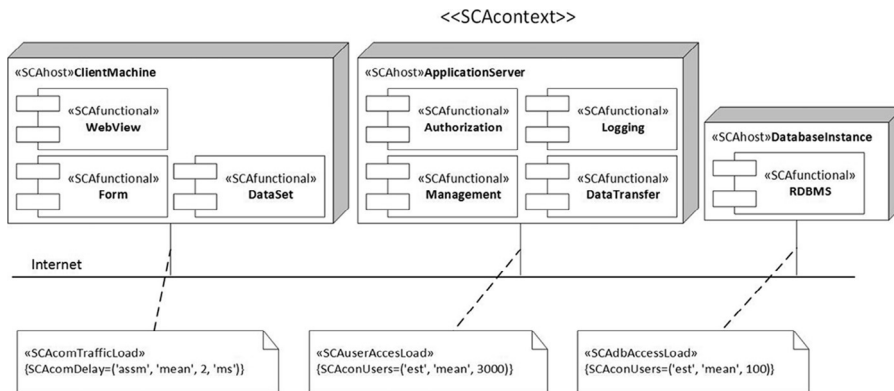 <<SCAcontext>>
«SCAhost»ClientMachine
«SCAfunctional»
WebView
«SCAfunctional»
Form
«SCAfunctional»
DataSet
«SCAhost»ApplicationServer
«SCAfunctional»
Authorization
«SCAfunctional»
Logging
«SCAfunctional»
Management
«SCAfunctional»
DataTransfer
«SCAhost»DatabaseInstance
«SCAfunctional»
RDBMS
Internet
«SCAcomTrafficLoad»
{SCAcomDelay=('assm', 'mean', 2, 'ms')}
«SCAuserAccesLoad»
{SCAconUsers=('est', 'mean', 3000)}
«SCAdbAccessLoad»
{SCAconUsers=('est', 'mean', 100)}